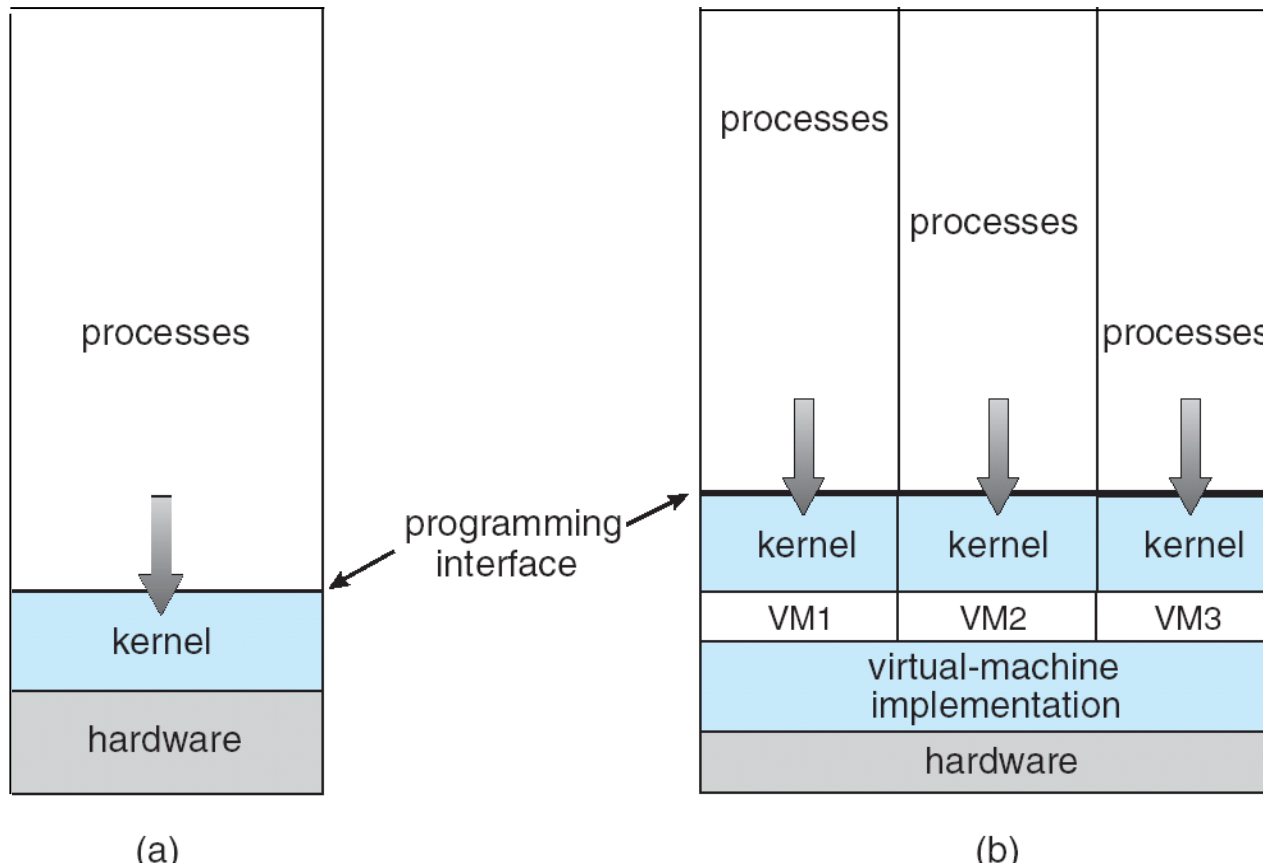 processes
kernel
hardware
(a)
programming
interface
processes
processes
processes
kernel
kernel
kernel
VM1
VM2
VM3
virtual-machine
implementation
hardware
(b)